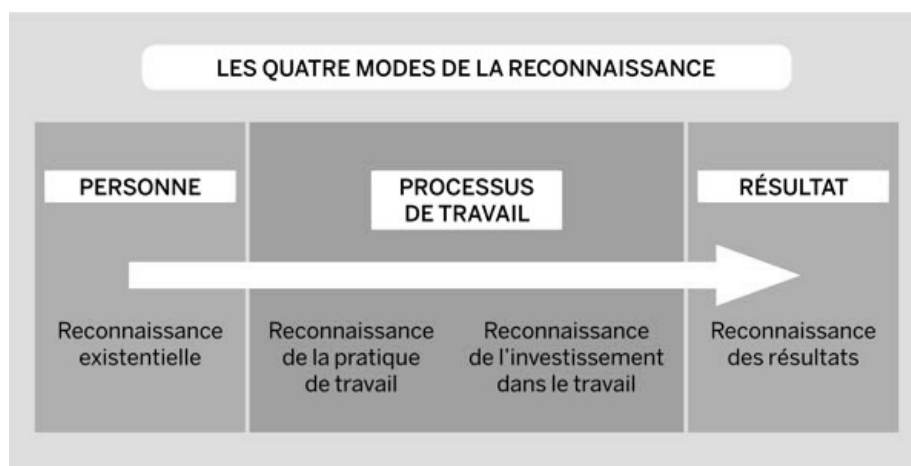 LES QUATRE MODES DE LA RECONNAISSANCE
PERSONNE
PROCESSUS
DE TRAVAIL
RÉSULTAT
Reconnaissance
existentielle
Reconnaissance
de la pratique
de travail
Reconnaissance
de l'investissement
dans le travail
Reconnaissance
des résultats